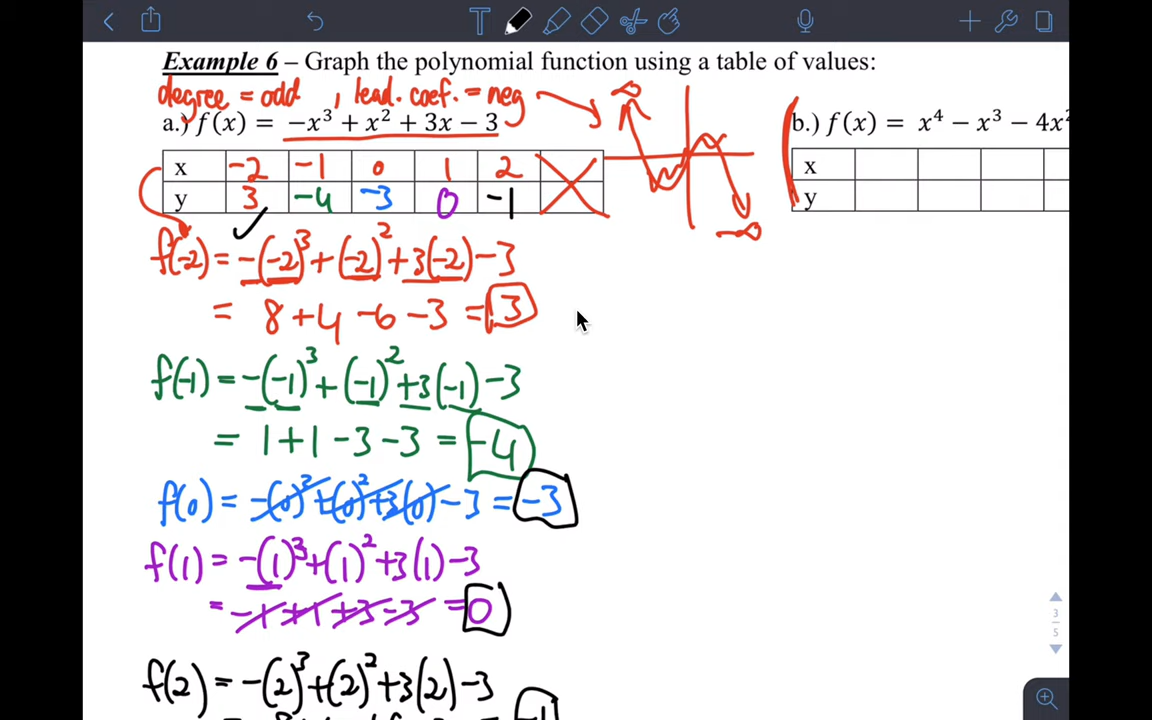 Example 6 – Graph the polynomial function using a table of values:
degree = odd , lead. coef. = neg
a.) f(x) = −x³ + x² + 3x − 3
x −2 −1 0 1 2
y 3 −4 −3 0 −1
∞
−∞
b.) f(x) = x⁴ − x³ − 4x²
x
y
f(-2) = −(−2)³ + (−2)² + 3(−2) − 3
= 8 + 4 − 6 − 3 = 3
f(-1) = −(−1)³ + (−1)² + 3(−1) − 3
= 1 + 1 − 3 − 3 = −4
f(0) = −(0)³ + (0)² + 3(0) − 3 = −3
f(1) = −(1)³ + (1)² + 3(1) − 3
= −1 + 1 + 3 − 3 = 0
f(2) = −(2)³ + (2)² + 3(2) − 3
3
5